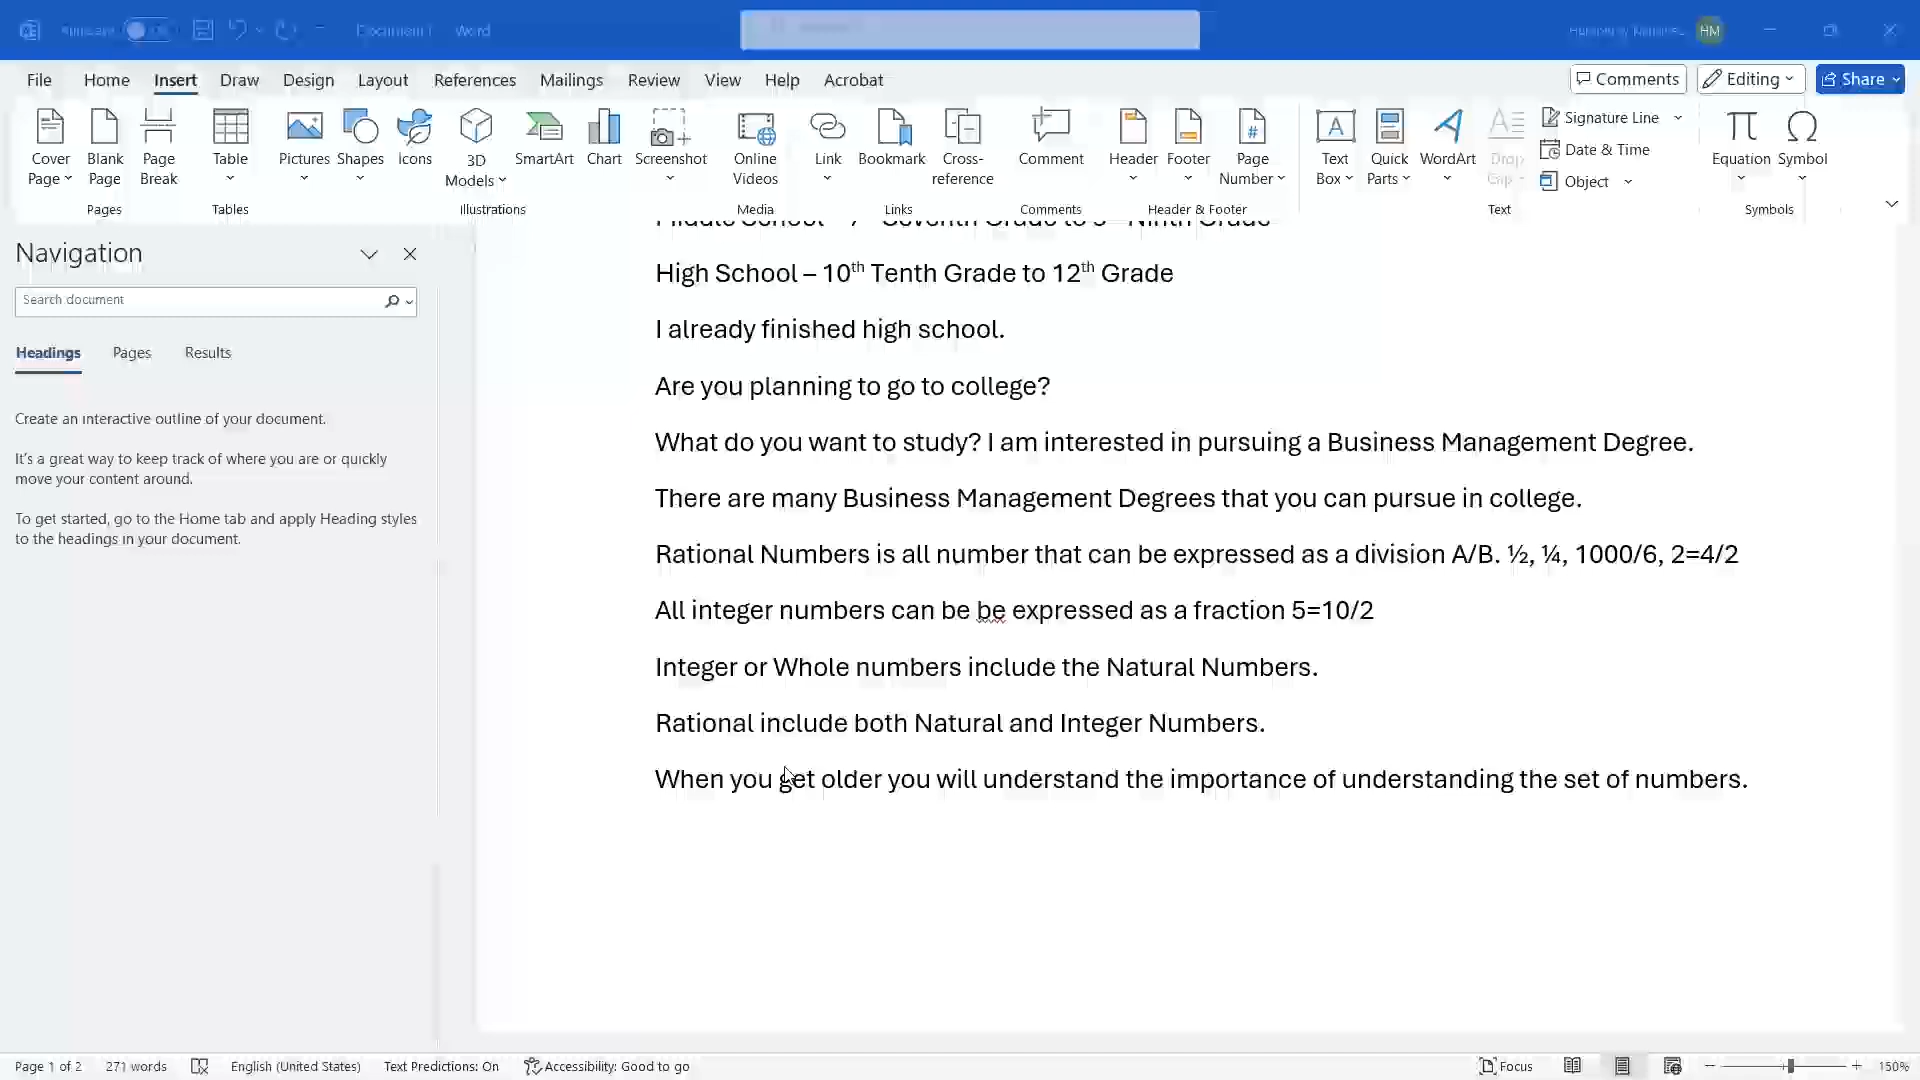 Document1 Word
HM
File Home Insert Draw Design Layout References Mailings Review View Help Acrobat
Comments Editing Share
Cover Page
Blank Page
Page Break
Table
Pictures
Shapes
Icons
3D Models
SmartArt
Chart
Screenshot
Online Videos
Link
Bookmark
Cross-reference
Comment
Header
Footer
Page Number
Text Box
Quick Parts
WordArt
Drop Cap
Signature Line
Date & Time
Object
Equation
Symbol
Pages Tables Illustrations Media Links Comments Header & Footer Text Symbols
Navigation
Search document
Headings Pages Results
Create an interactive outline of your document.
It's a great way to keep track of where you are or quickly
move your content around.
To get started, go to the Home tab and apply Heading styles
to the headings in your document.
High School – 10th Tenth Grade to 12th Grade
I already finished high school.
Are you planning to go to college?
What do you want to study? I am interested in pursuing a Business Management Degree.
There are many Business Management Degrees that you can pursue in college.
Rational Numbers is all number that can be expressed as a division A/B. ½, ¼, 1000/6, 2=4/2
All integer numbers can be be expressed as a fraction 5=10/2
Integer or Whole numbers include the Natural Numbers.
Rational include both Natural and Integer Numbers.
When you get older you will understand the importance of understanding the set of numbers.
Page 1 of 2 271 words English (United States) Text Predictions: On Accessibility: Good to go Focus 150%